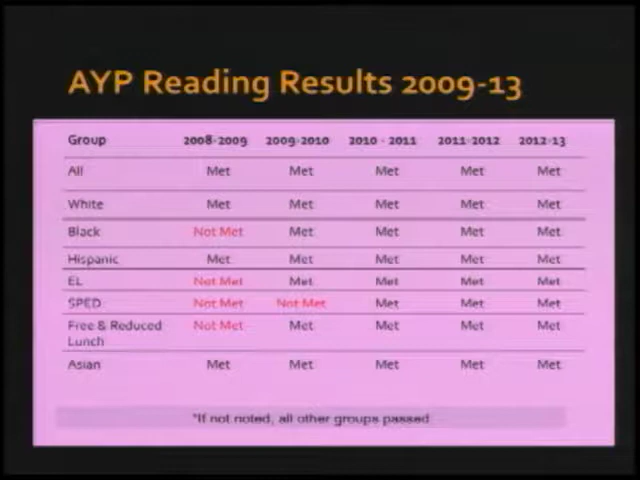 AYP Reading Results 2009-13
Group 2008-2009 2009-2010 2010 - 2011 2011-2012 2012-13
All Met Met Met Met Met
White Met Met Met Met Met
Black Not Met Met Met Met Met
Hispanic Met Met Met Met Met
EL Not Met Met Met Met Met
SPED Not Met Not Met Met Met Met
Free & Reduced Not Met Met Met Met Met
Lunch
Asian Met Met Met Met Met
*If not noted, all other groups passed